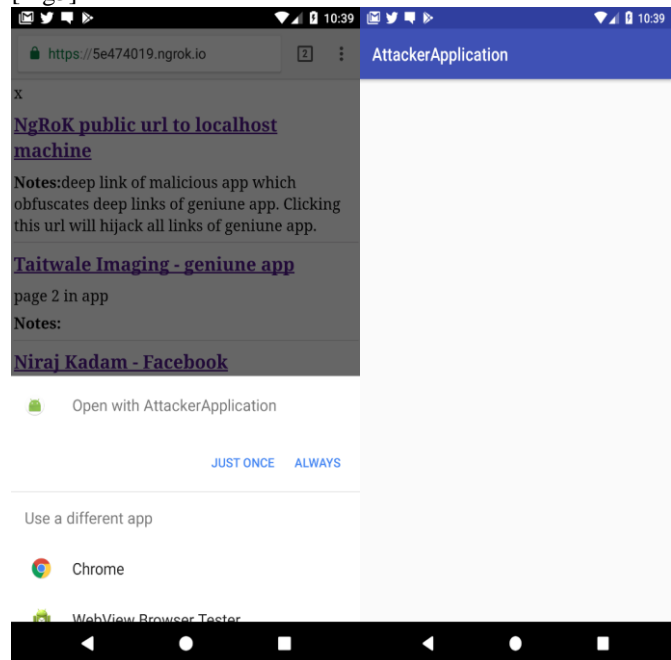 10:39
https://5e474019.ngrok.io
2
x
NgRoK public url to localhost
machine
Notes:deep link of malicious app which
obfuscates deep links of geniune app. Clicking
this url will hijack all links of geniune app.
Taitwale Imaging - geniune app
page 2 in app
Notes:
Niraj Kadam - Facebook
Open with AttackerApplication
JUST ONCE ALWAYS
Use a different app
Chrome
WebView Browser Tester
10:39
AttackerApplication